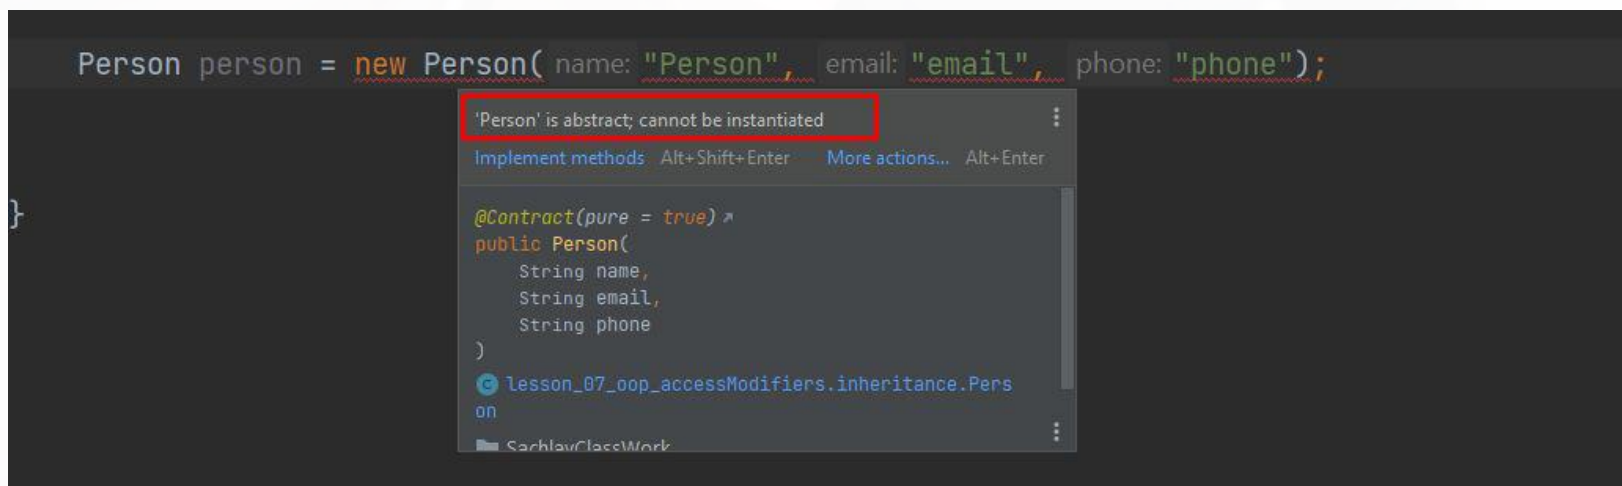 Person person = new Person( name: "Person", email: "email", phone: "phone");
'Person' is abstract; cannot be instantiated
Implement methods Alt+Shift+Enter More actions... Alt+Enter
}
@Contract(pure = true)
public Person(
String name,
String email,
String phone
)
C lesson_07_oop_accessModifiers.inheritance.Pers
on
SachlavClassWork